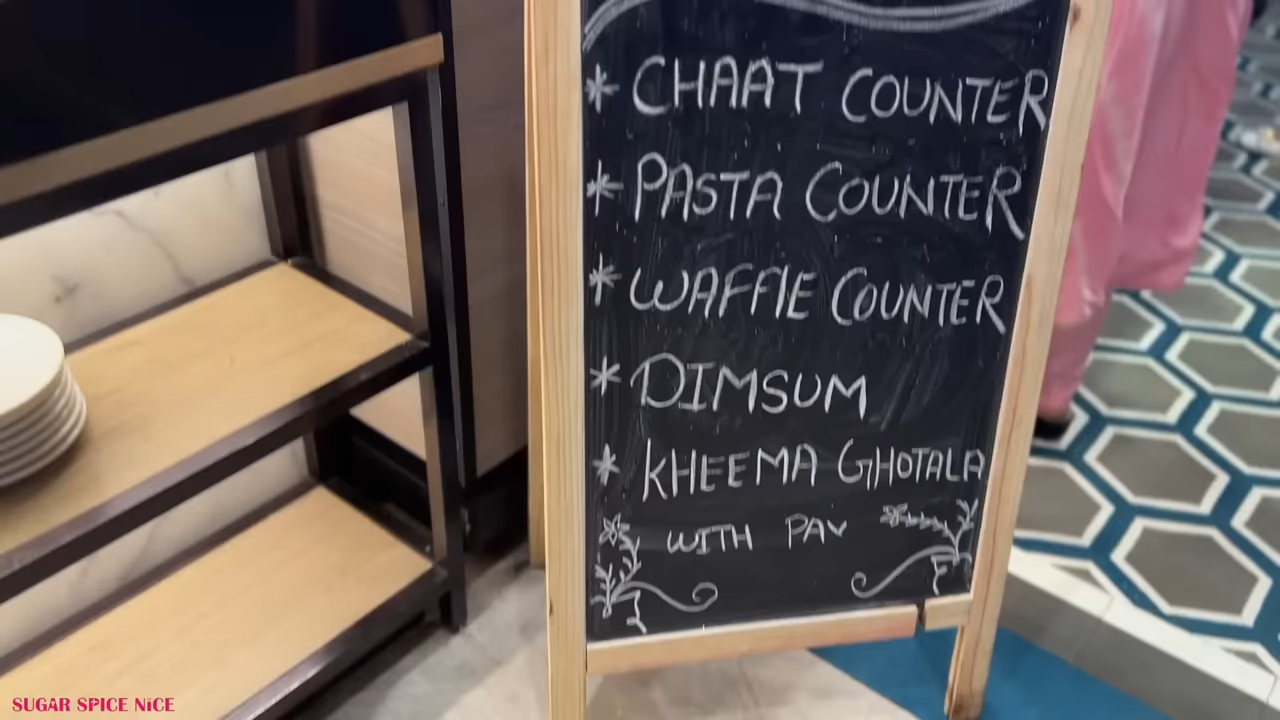 * CHAAT COUNTER
* PASTA COUNTER
* WAFFLE COUNTER
* DIMSUM
* KHEEMA GHOTALA
WITH PAV
SUGAR SPICE NiCE